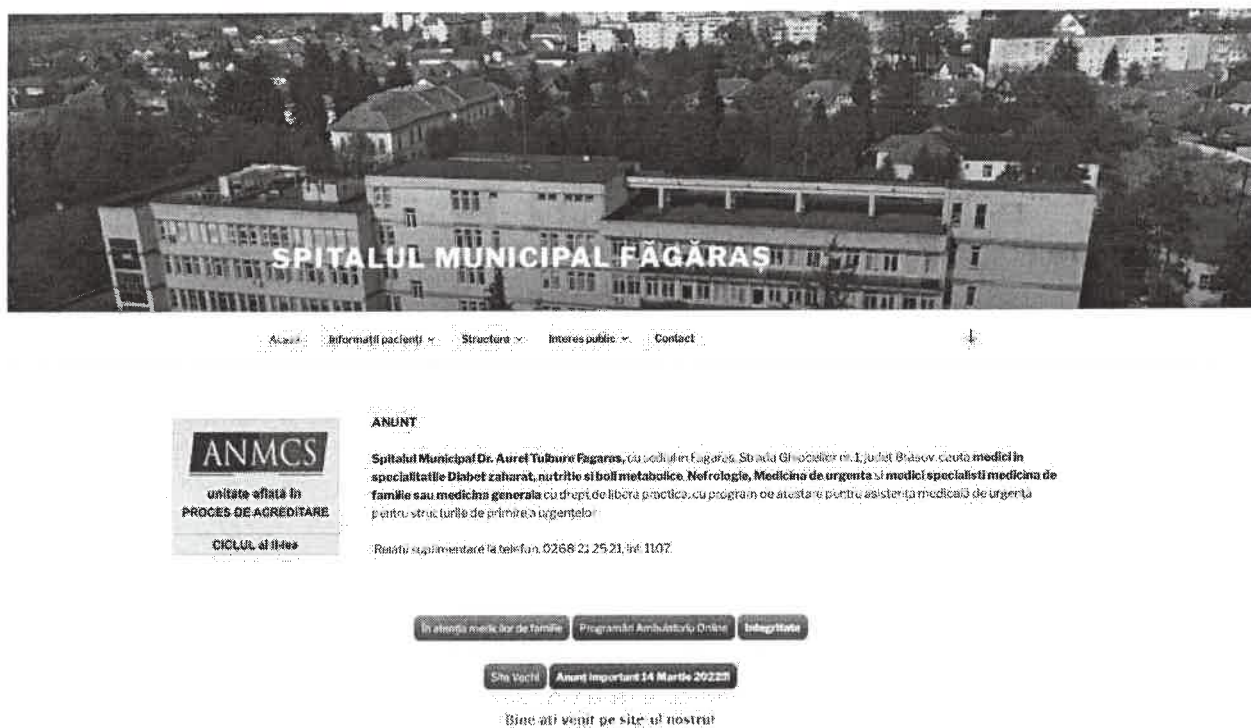 SPITALUL MUNICIPAL FĂGĂRAȘ
Acasă Informații pacienți Structura Interes public Contact
ANMCS
unitate aflată în
PROCES DE ACREDITARE
CICLUL al II-lea
ANUNT
Spitalul Municipal Dr. Aurel Tulbure Fagaras, cu sediul in Fagaras, Strada Ghioceilor nr. 1, judet Brasov, cauta medici in
specialitatile Diabet zaharat, nutritie si boli metabolice, Nefrologie, Medicina de urgenta si medici specialisti medicina de
familie sau medicina generala cu drept de libera practica, cu program de atestare pentru asistența medicală de urgența
pentru structurile de primire a urgențelor
Relatii suplimentare la telefon, 0268 21 25 21, int. 1107.
În atenția medicilor de familie Programări Ambulatoriu Online Integritate
Site Vechi Anunț important 14 Martie 2022!!
Bine ati venit pe site-ul nostru!